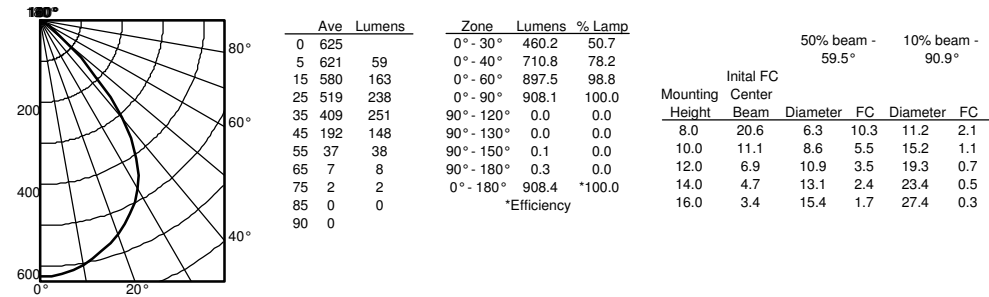 80°
200
60°
400
40°
600
0° 20°
Ave Lumens
0 625
5 621 59
15 580 163
25 519 238
35 409 251
45 192 148
55 37 38
65 7 8
75 2 2
85 0 0
90 0
Zone Lumens % Lamp
0° - 30° 460.2 50.7
0° - 40° 710.8 78.2
0° - 60° 897.5 98.8
0° - 90° 908.1 100.0
90° - 120° 0.0 0.0
90° - 130° 0.0 0.0
90° - 150° 0.1 0.0
90° - 180° 0.3 0.0
0° - 180° 908.4 *100.0
*Efficiency
50% beam - 10% beam -
59.5° 90.9°
Inital FC
Mounting Center
Height Beam Diameter FC Diameter FC
8.0 20.6 6.3 10.3 11.2 2.1
10.0 11.1 8.6 5.5 15.2 1.1
12.0 6.9 10.9 3.5 19.3 0.7
14.0 4.7 13.1 2.4 23.4 0.5
16.0 3.4 15.4 1.7 27.4 0.3